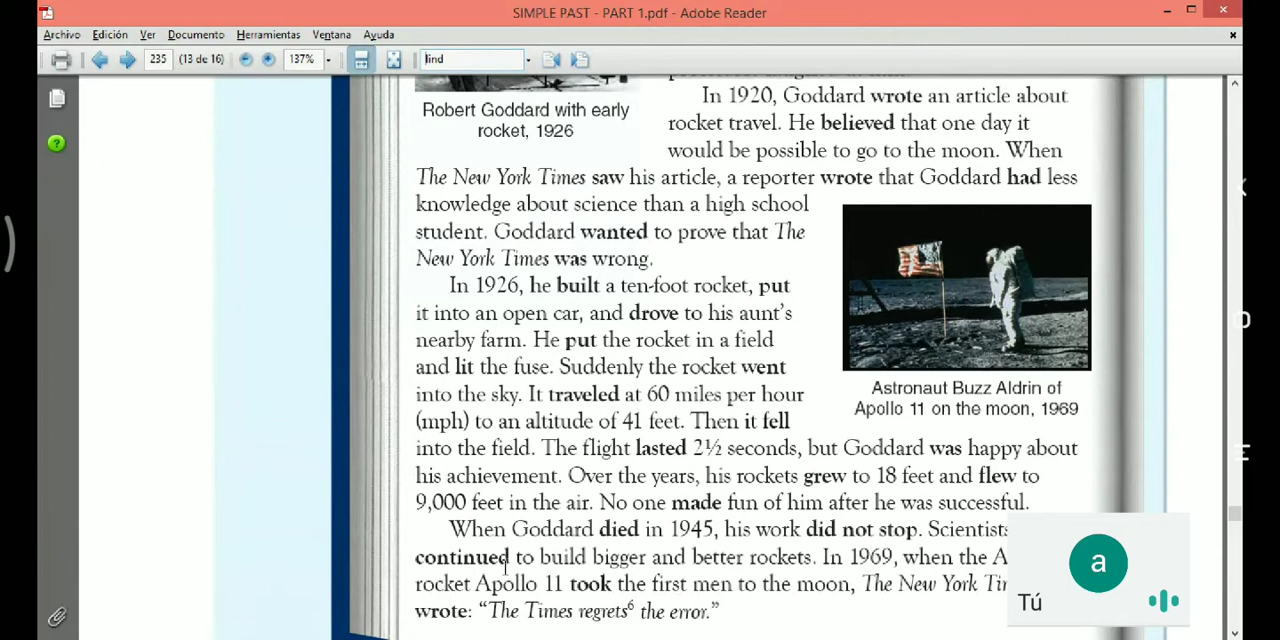 SIMPLE PAST - PART 1.pdf - Adobe Reader
Archivo Edición Ver Documento Herramientas Ventana Ayuda
235 (13 de 16) 137% find
In 1920, Goddard wrote an article about
Robert Goddard with early
rocket, 1926
rocket travel. He believed that one day it
would be possible to go to the moon. When
The New York Times saw his article, a reporter wrote that Goddard had less
knowledge about science than a high school
student. Goddard wanted to prove that The
New York Times was wrong.
In 1926, he built a ten-foot rocket, put
it into an open car, and drove to his aunt's
nearby farm. He put the rocket in a field
and lit the fuse. Suddenly the rocket went
into the sky. It traveled at 60 miles per hour
(mph) to an altitude of 41 feet. Then it fell
Astronaut Buzz Aldrin of
Apollo 11 on the moon, 1969
into the field. The flight lasted 2½ seconds, but Goddard was happy about
his achievement. Over the years, his rockets grew to 18 feet and flew to
9,000 feet in the air. No one made fun of him after he was successful.
When Goddard died in 1945, his work did not stop. Scientists
continued to build bigger and better rockets. In 1969, when the A
rocket Apollo 11 took the first men to the moon, The New York Ti
wrote: "The Times regrets⁶ the error."
a
Tú